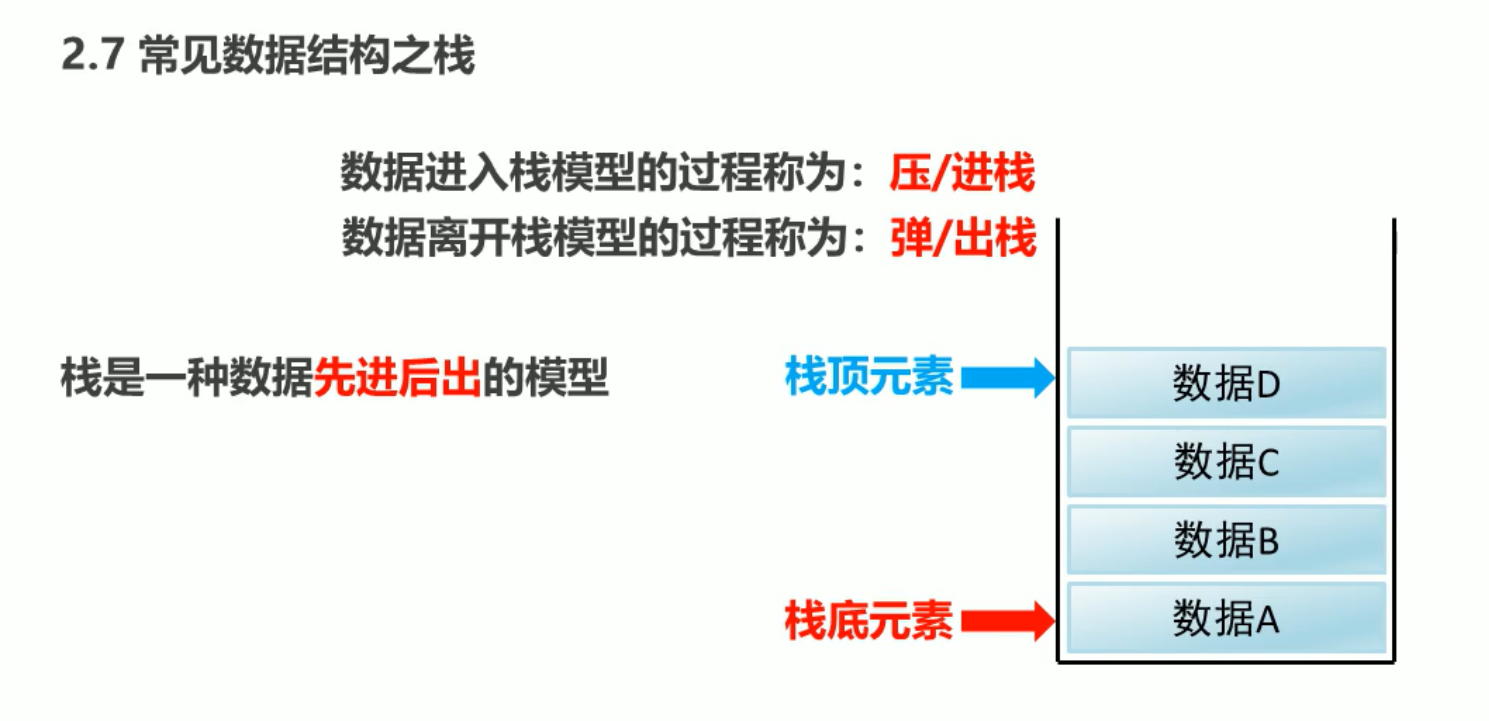 2.7 常见数据结构之栈
数据进入栈模型的过程称为：压/进栈
数据离开栈模型的过程称为：弹/出栈
栈是一种数据先进后出的模型
栈顶元素
数据D
数据C
数据B
栈底元素
数据A